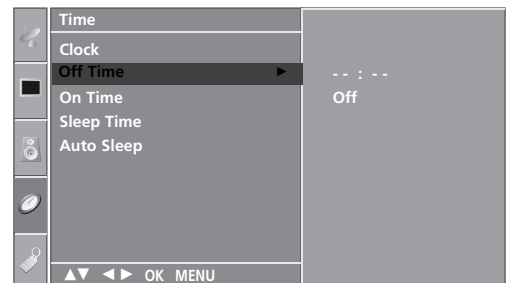 Time
Clock
Off Time ► - - : - -
On Time Off
Sleep Time
Auto Sleep
▲▼ ◄ ► OK MENU